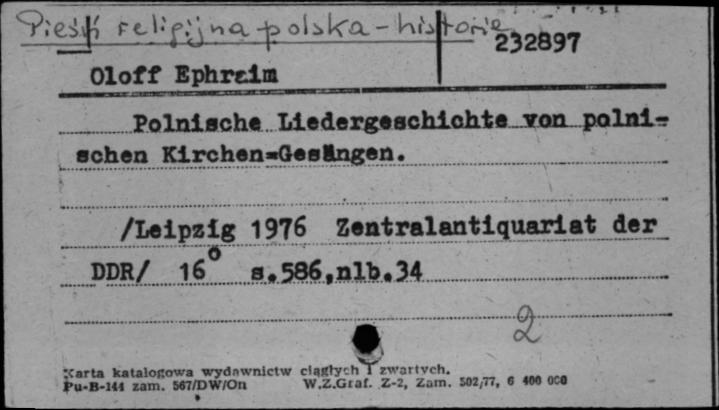 Pieśń religijna polska - historia
232897
Oloff Ephraim
Polnische Liedergeschichte von polni-
schen Kirchen=Gesängen.
/Leipzig 1976 Zentralantiquariat der
DDR/ 16° s.586,nlb.34
2
Karta katalogowa wydawnictw ciągłych i zwartych.
Pu-B-144 zam. 567/DW/On W.Z.Graf. Z-2, Zam. 502/77, 6 400 000